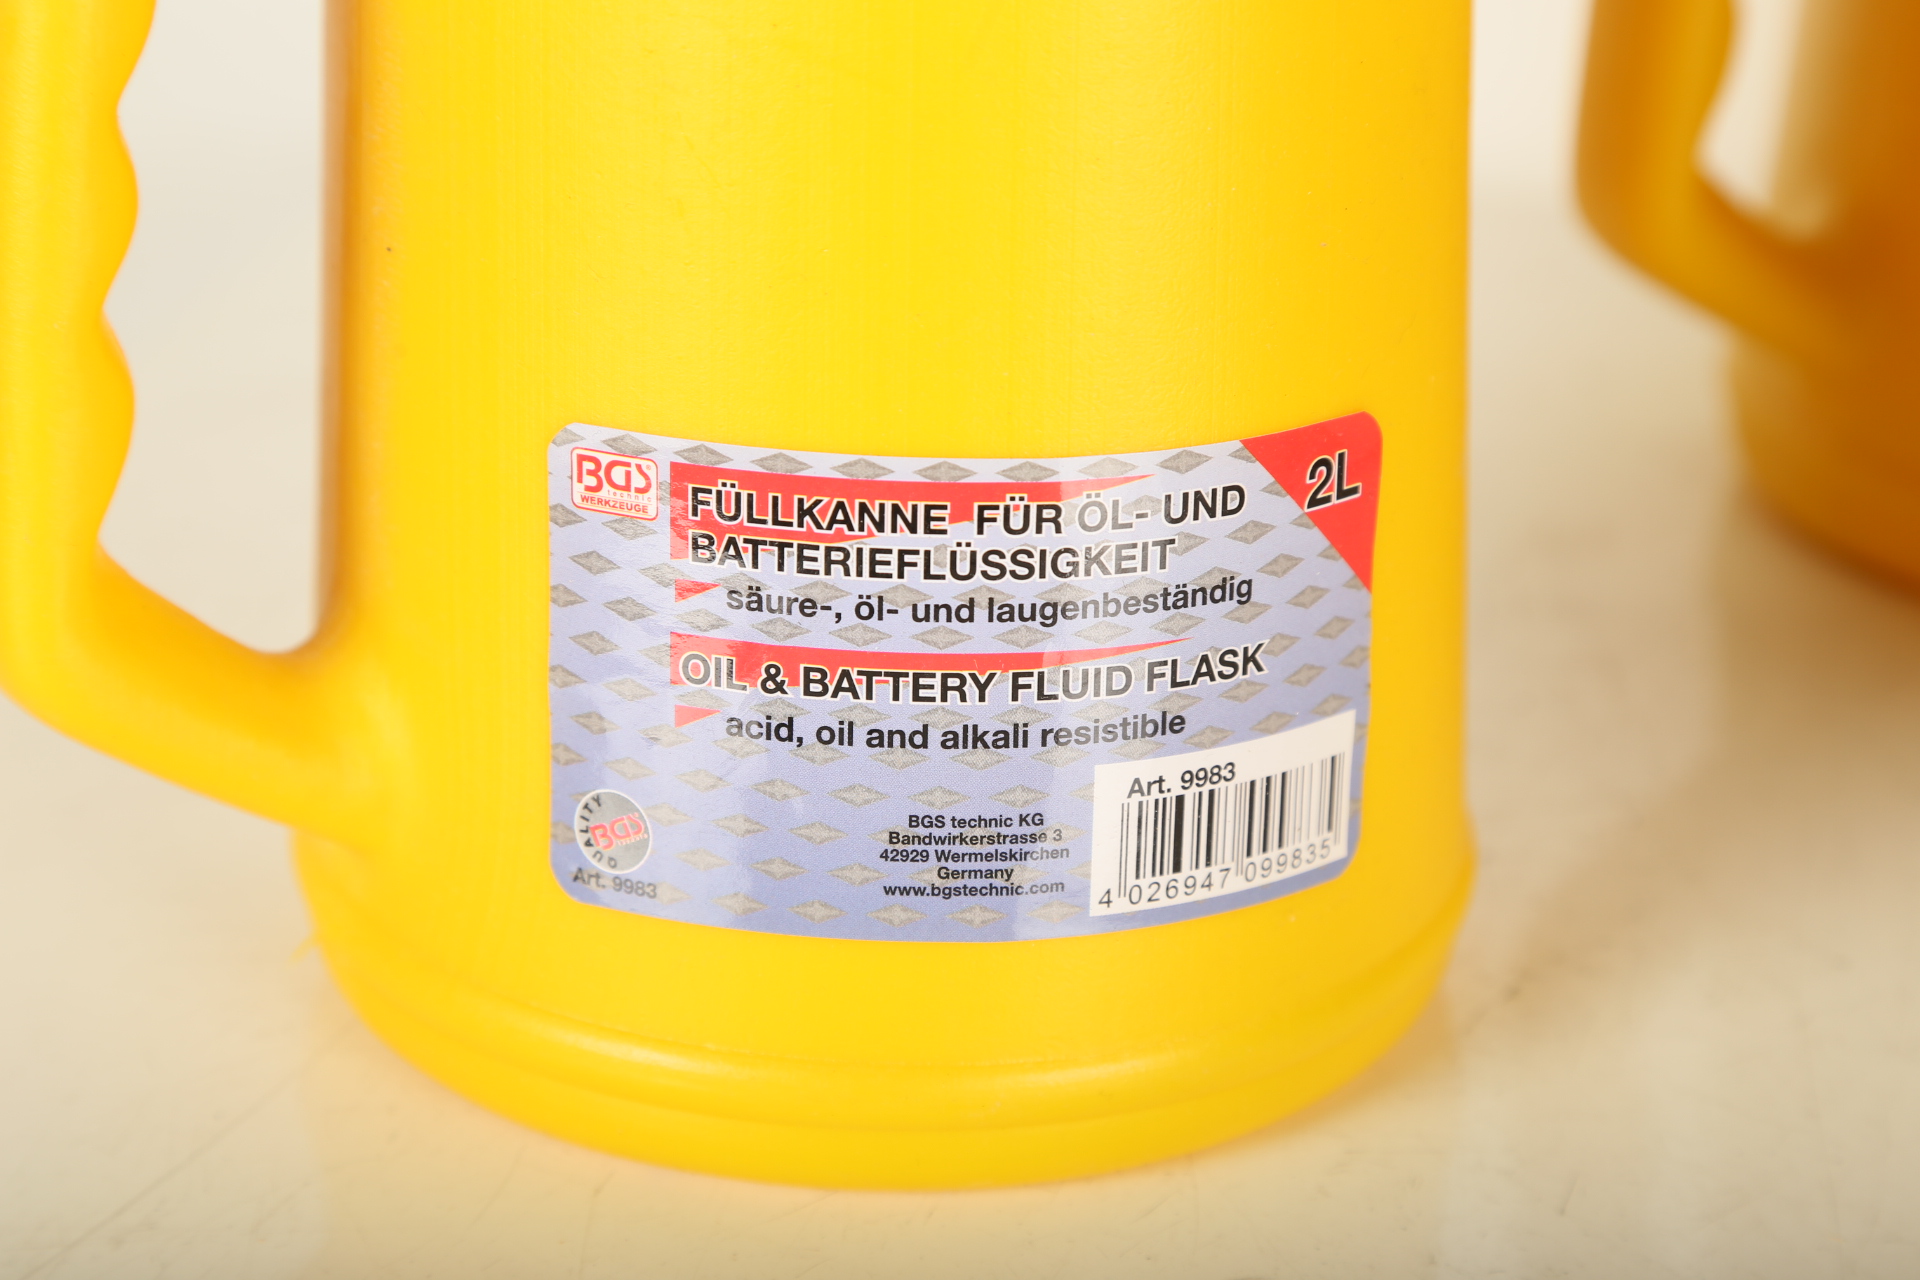 BGS
technic
WERKZEUGE
2L
FÜLLKANNE FÜR ÖL- UND
BATTERIEFLÜSSIGKEIT
säure-, öl- und laugenbeständig
OIL & BATTERY FLUID FLASK
acid, oil and alkali resistible
QUALITY
BGS
technic
Art. 9983
BGS technic KG
Bandwirkerstrasse 3
42929 Wermelskirchen
Germany
www.bgstechnic.com
Art. 9983
4 026947 099835